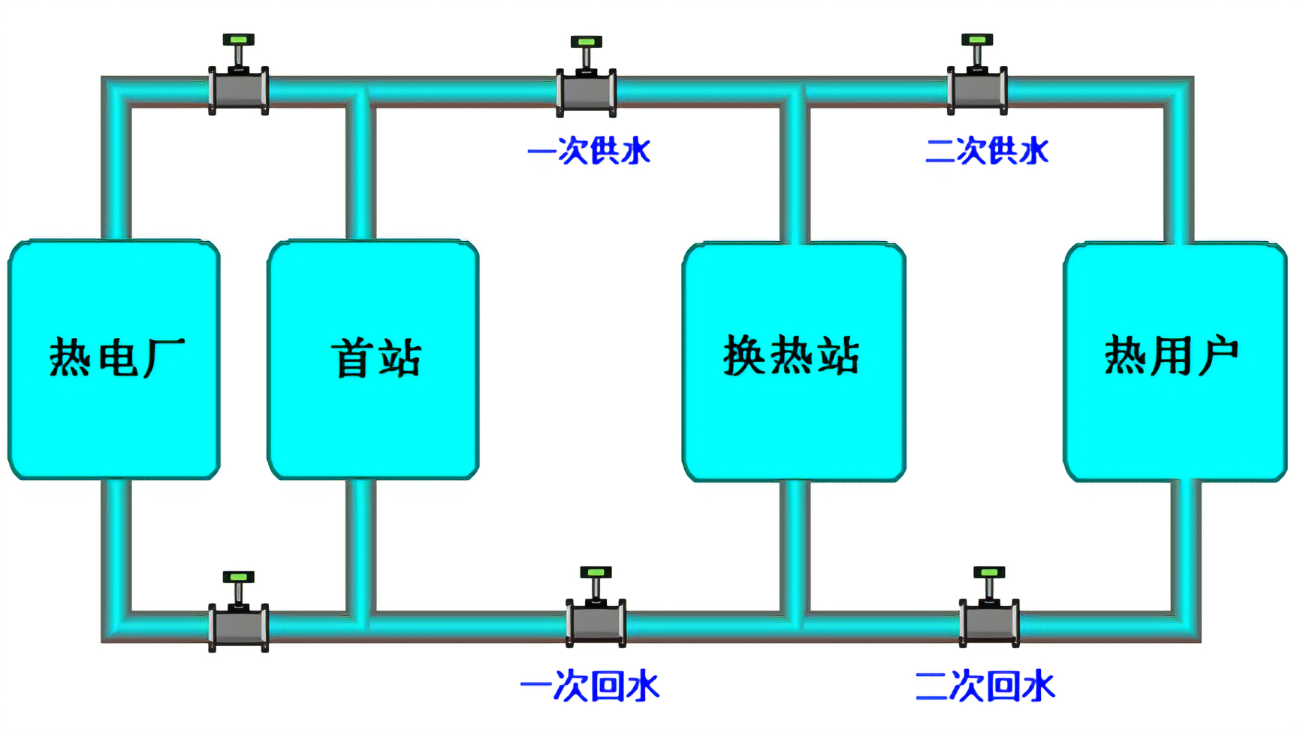 一次供水
二次供水
热电厂
首站
换热站
热用户
一次回水
二次回水